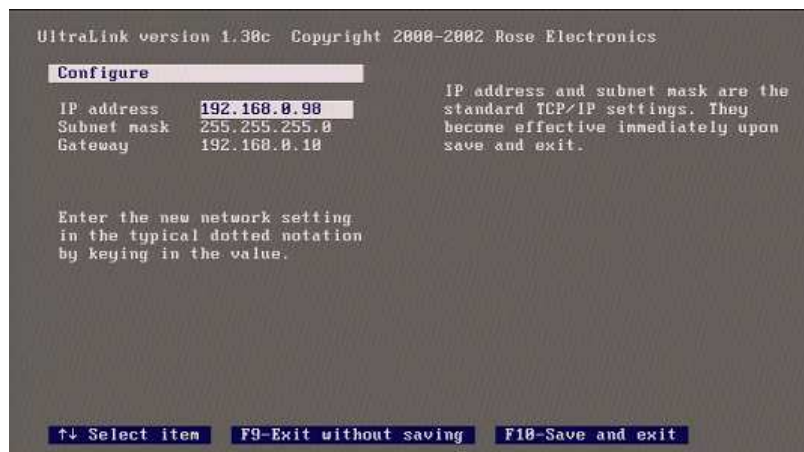 UltraLink version 1.30c Copyright 2000-2002 Rose Electronics
Configure
IP address 192.168.0.98
Subnet mask 255.255.255.0
Gateway 192.168.0.10
IP address and subnet mask are the
standard TCP/IP settings. They
become effective immediately upon
save and exit.
Enter the new network setting
in the typical dotted notation
by keying in the value.
↑↓ Select item F9-Exit without saving F10-Save and exit